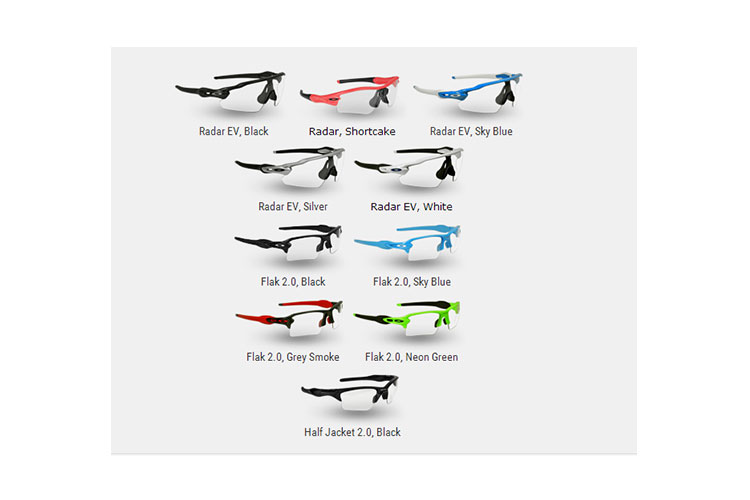 Radar EV, Black
Radar, Shortcake
Radar EV, Sky Blue
Radar EV, Silver
Radar EV, White
Flak 2.0, Black
Flak 2.0, Sky Blue
Flak 2.0, Grey Smoke
Flak 2.0, Neon Green
Half Jacket 2.0, Black